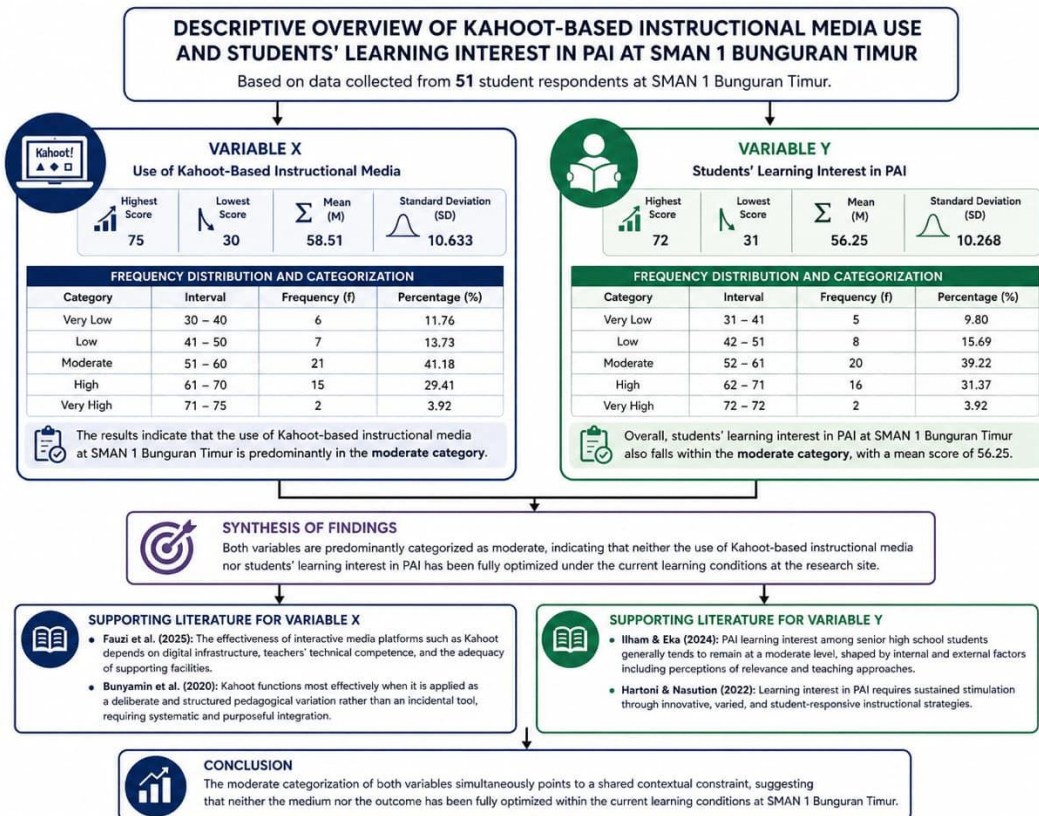 DESCRIPTIVE OVERVIEW OF KAHOOT-BASED INSTRUCTIONAL MEDIA USE
AND STUDENTS' LEARNING INTEREST IN PAI AT SMAN 1 BUNGURAN TIMUR
Based on data collected from 51 student respondents at SMAN 1 Bunguran Timur.
Kahoot!
VARIABLE X
Use of Kahoot-Based Instructional Media
Highest Score
75
Lowest Score
30
Σ Mean (M)
58.51
Standard Deviation (SD)
10.633
FREQUENCY DISTRIBUTION AND CATEGORIZATION
Category Interval Frequency (f) Percentage (%)
Very Low 30 – 40 6 11.76
Low 41 – 50 7 13.73
Moderate 51 – 60 21 41.18
High 61 – 70 15 29.41
Very High 71 – 75 2 3.92
The results indicate that the use of Kahoot-based instructional media
at SMAN 1 Bunguran Timur is predominantly in the moderate category.
VARIABLE Y
Students' Learning Interest in PAI
Highest Score
72
Lowest Score
31
Σ Mean (M)
56.25
Standard Deviation (SD)
10.268
FREQUENCY DISTRIBUTION AND CATEGORIZATION
Category Interval Frequency (f) Percentage (%)
Very Low 31 – 41 5 9.80
Low 42 – 51 8 15.69
Moderate 52 – 61 20 39.22
High 62 – 71 16 31.37
Very High 72 – 72 2 3.92
Overall, students' learning interest in PAI at SMAN 1 Bunguran Timur
also falls within the moderate category, with a mean score of 56.25.
SYNTHESIS OF FINDINGS
Both variables are predominantly categorized as moderate, indicating that neither the use of Kahoot-based instructional media
nor students' learning interest in PAI has been fully optimized under the current learning conditions at the research site.
SUPPORTING LITERATURE FOR VARIABLE X
• Fauzi et al. (2025): The effectiveness of interactive media platforms such as Kahoot
depends on digital infrastructure, teachers' technical competence, and the adequacy
of supporting facilities.
• Bunyamin et al. (2020): Kahoot functions most effectively when it is applied as
a deliberate and structured pedagogical variation rather than an incidental tool,
requiring systematic and purposeful integration.
SUPPORTING LITERATURE FOR VARIABLE Y
• Ilham & Eka (2024): PAI learning interest among senior high school students
generally tends to remain at a moderate level, shaped by internal and external factors
including perceptions of relevance and teaching approaches.
• Hartoni & Nasution (2022): Learning interest in PAI requires sustained stimulation
through innovative, varied, and student-responsive instructional strategies.
CONCLUSION
The moderate categorization of both variables simultaneously points to a shared contextual constraint, suggesting
that neither the medium nor the outcome has been fully optimized within the current learning conditions at SMAN 1 Bunguran Timur.